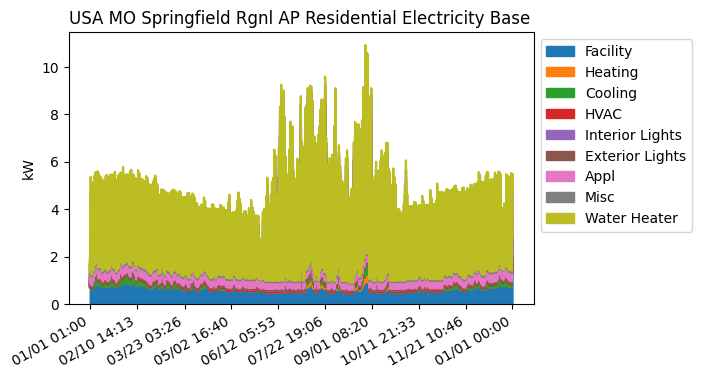 USA MO Springfield Rgnl AP Residential Electricity Base
10
8
6
4
2
0
kW
Facility
Heating
Cooling
HVAC
Interior Lights
Exterior Lights
Appl
Misc
Water Heater
01/01 01:00
02/10 14:13
03/23 03:26
05/02 16:40
06/12 05:53
07/22 19:06
09/01 08:20
10/11 21:33
11/21 10:46
01/01 00:00